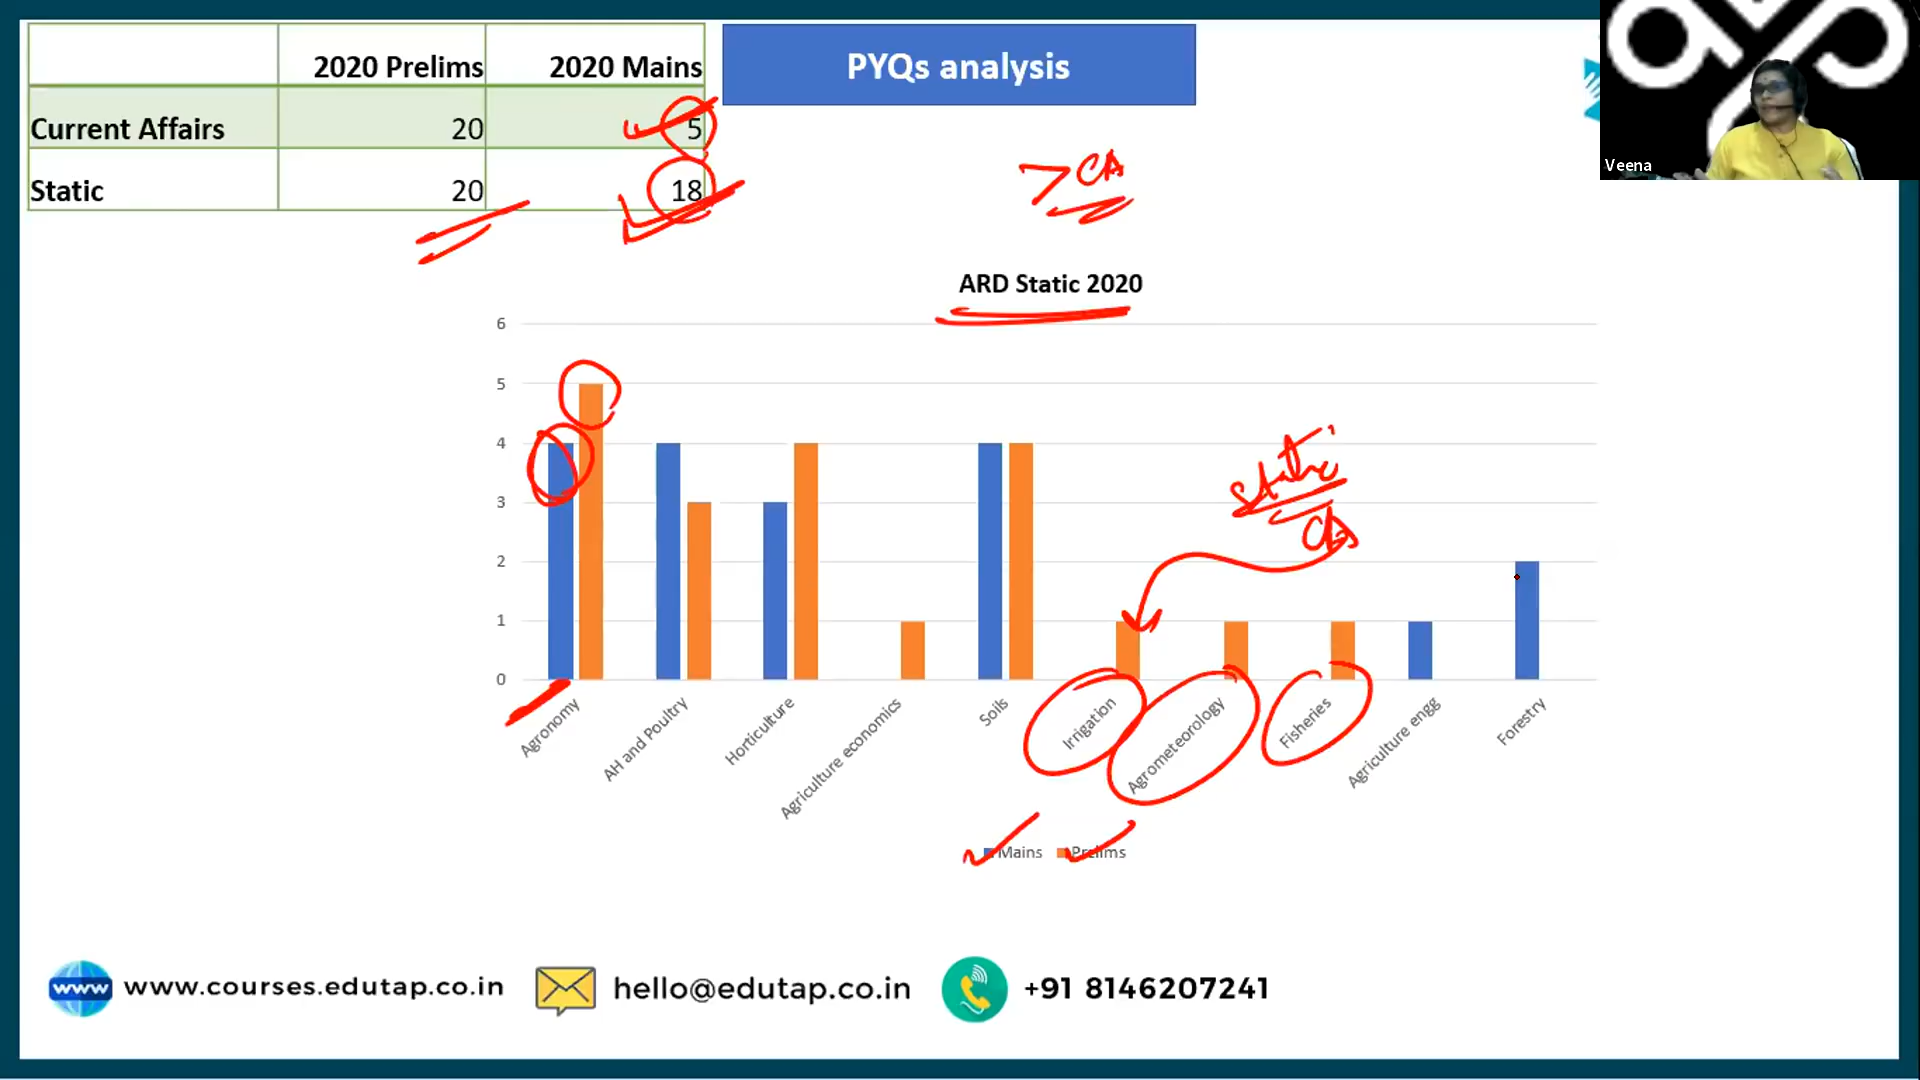 2020 Prelims 2020 Mains
Current Affairs 20 5
Static 20 18
PYQs analysis
Veena
> CA
ARD Static 2020
6
5
4
3
2
1
0
Static
CA
Agronomy
AH and Poultry
Horticulture
Agriculture economics
Soils
Irrigation
Agrometeorology
Fisheries
Agriculture engg
Forestry
Mains Prelims
www
www.courses.edutap.co.in hello@edutap.co.in +91 8146207241